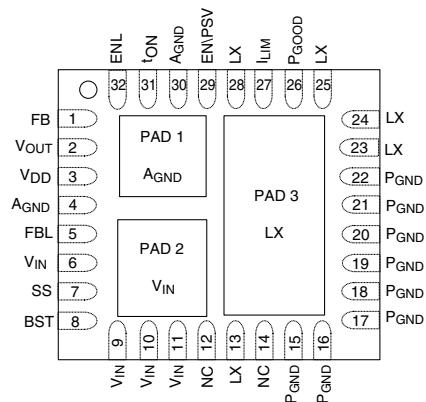 ENL
tON
AGND
EN\PSV
LX
ILIM
PGOOD
LX
32
31
30
29
28
27
26
25
FB 1
VOUT 2
VDD 3
AGND 4
FBL 5
VIN 6
SS 7
BST 8
PAD 1
AGND
PAD 2
VIN
PAD 3
LX
24 LX
23 LX
22 PGND
21 PGND
20 PGND
19 PGND
18 PGND
17 PGND
9
10
11
12
13
14
15
16
VIN
VIN
VIN
NC
LX
NC
PGND
PGND